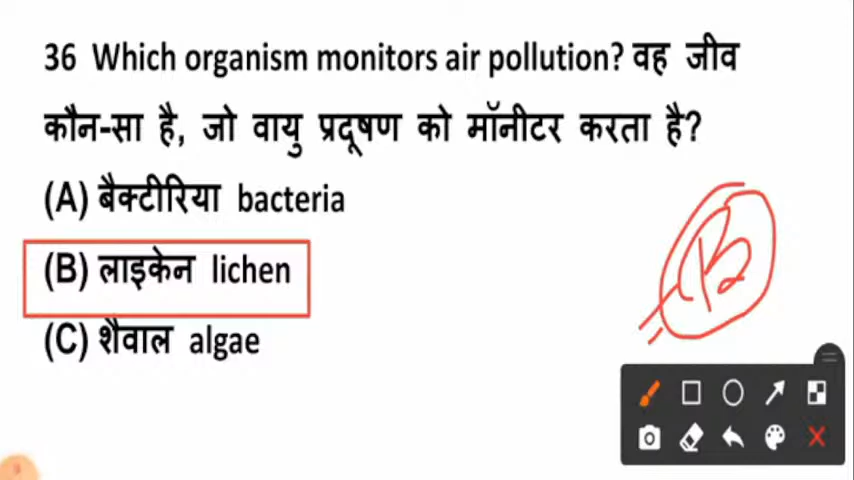 36 Which organism monitors air pollution? वह जीव
कौन-सा है, जो वायु प्रदूषण को मॉनीटर करता है?
(A) बैक्टीरिया bacteria
(B) लाइकेन lichen
B
(C) शैवाल algae